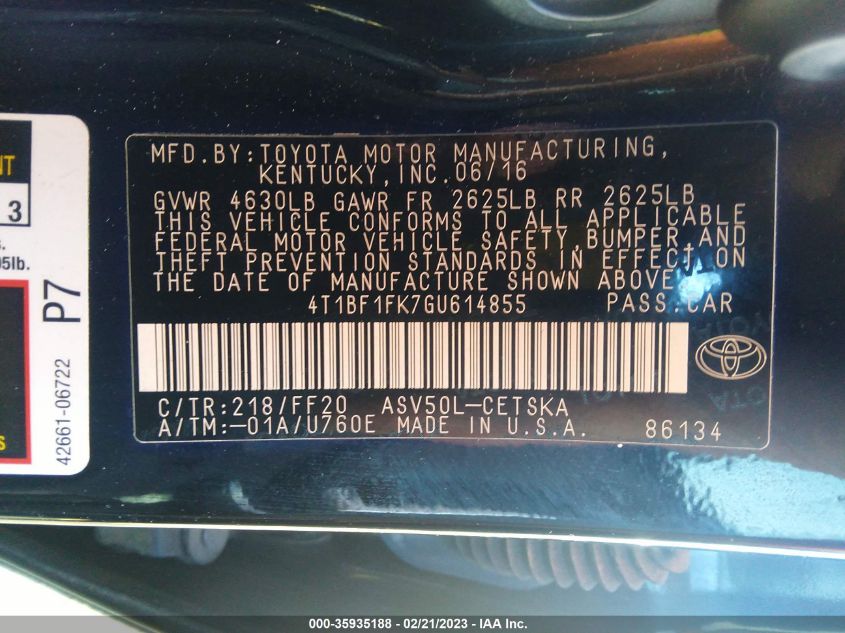 MFD.BY:TOYOTA MOTOR MANUFACTURING,
KENTUCKY,INC.06/16
GVWR 4630LB GAWR FR 2625LB RR 2625LB
THIS VEHICLE CONFORMS TO ALL APPLICABLE
FEDERAL MOTOR VEHICLE SAFETY,BUMPER,AND
THEFT PREVENTION STANDARDS IN EFFECT ON
THE DATE OF MANUFACTURE SHOWN ABOVE.
4T1BF1FK7GU614855 PASS.CAR
C/TR:218/FF20 ASV50L-CETSKA
A/TM:-01A/U760E MADE IN U.S.A. 86134
NT
3
5lb.
P7
42661-06722
S
000-35935188 - 02/21/2023 - IAA Inc.